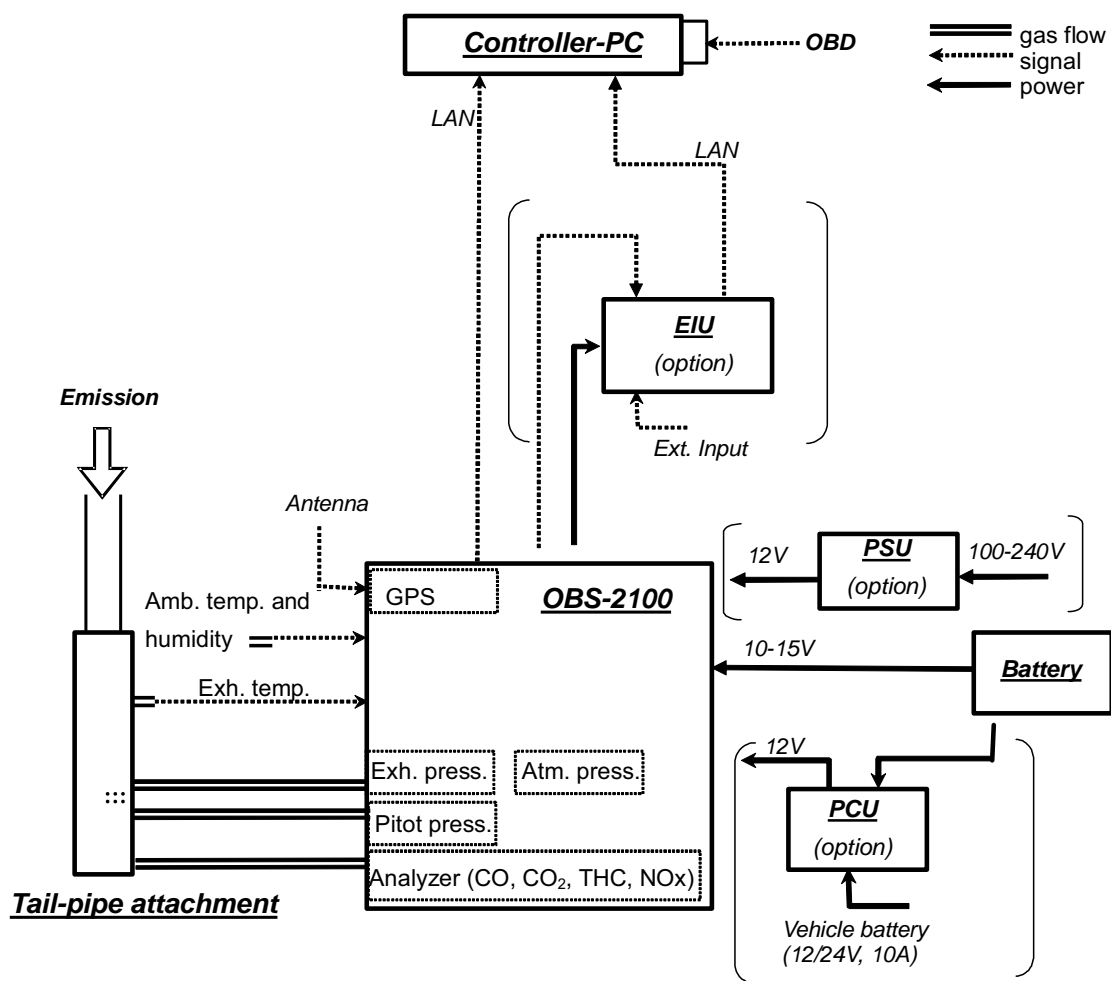 Controller-PC
OBD
gas flow
signal
power
LAN
LAN
EIU
(option)
Ext. Input
Emission
Antenna
GPS
OBS-2100
Amb. temp. and
humidity
Exh. temp.
12V
PSU
(option)
100-240V
10-15V
Battery
Exh. press.
Atm. press.
Pitot press.
Analyzer (CO, CO₂, THC, NOx)
Tail-pipe attachment
12V
PCU
(option)
Vehicle battery
(12/24V, 10A)